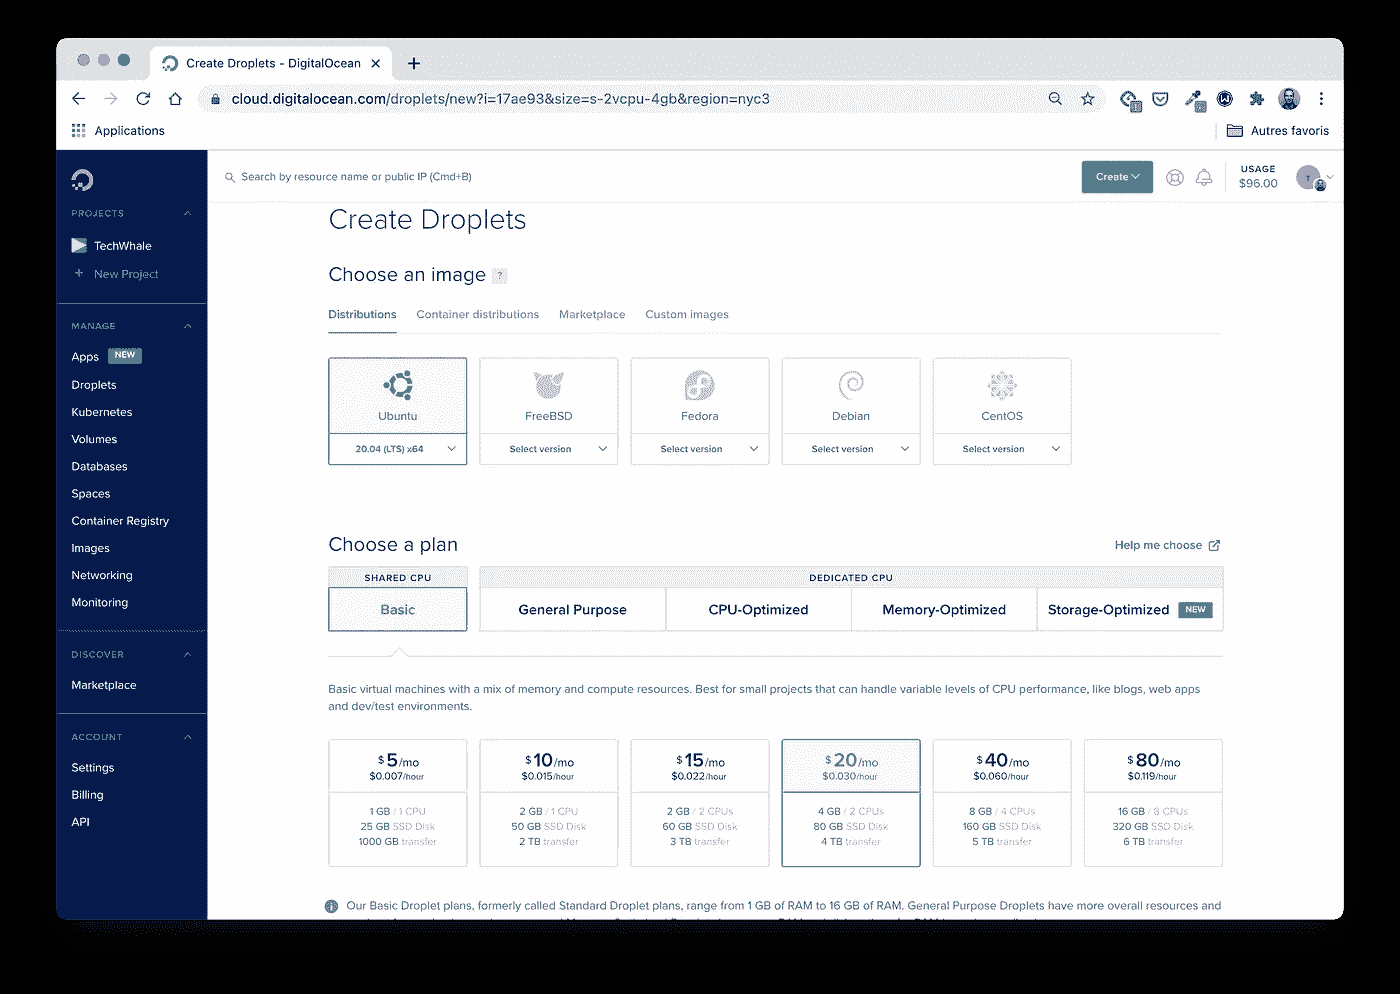 Create Droplets - DigitalOcean
cloud.digitalocean.com/droplets/new?i=17ae93&size=s-2vcpu-4gb&region=nyc3
Applications
Autres favoris
Search by resource name or public IP (Cmd+B)
Create
USAGE
$96.00
PROJECTS
TechWhale
+ New Project
MANAGE
Apps NEW
Droplets
Kubernetes
Volumes
Databases
Spaces
Container Registry
Images
Networking
Monitoring
DISCOVER
Marketplace
ACCOUNT
Settings
Billing
API
Create Droplets
Choose an image ?
Distributions Container distributions Marketplace Custom images
Ubuntu FreeBSD Fedora Debian CentOS
20.04 (LTS) x64 Select version Select version Select version Select version
Choose a plan
Help me choose
SHARED CPU DEDICATED CPU
Basic General Purpose CPU-Optimized Memory-Optimized Storage-Optimized NEW
Basic virtual machines with a mix of memory and compute resources. Best for small projects that can handle variable levels of CPU performance, like blogs, web apps
and dev/test environments.
$5/mo $10/mo $15/mo $20/mo $40/mo $80/mo
$0.007/hour $0.015/hour $0.022/hour $0.030/hour $0.060/hour $0.119/hour
1 GB / 1 CPU 2 GB / 1 CPU 2 GB / 2 CPUs 4 GB / 2 CPUs 8 GB / 4 CPUs 16 GB / 8 CPUs
25 GB SSD Disk 50 GB SSD Disk 60 GB SSD Disk 80 GB SSD Disk 160 GB SSD Disk 320 GB SSD Disk
1000 GB transfer 2 TB transfer 3 TB transfer 4 TB transfer 5 TB transfer 6 TB transfer
Our Basic Droplet plans, formerly called Standard Droplet plans, range from 1 GB of RAM to 16 GB of RAM. General Purpose Droplets have more overall resources and